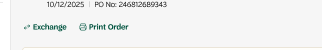 10/12/2025 | PO No: 246812689343
Exchange Print Order